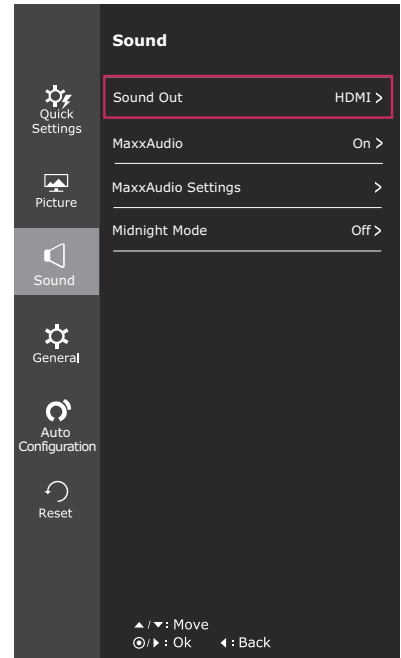 Sound
Quick
Settings
Picture
Sound
General
Auto
Configuration
Reset
Sound Out HDMI >
MaxxAudio On >
MaxxAudio Settings >
Midnight Mode Off >
▲/▼: Move
◉/▶: Ok ◀: Back